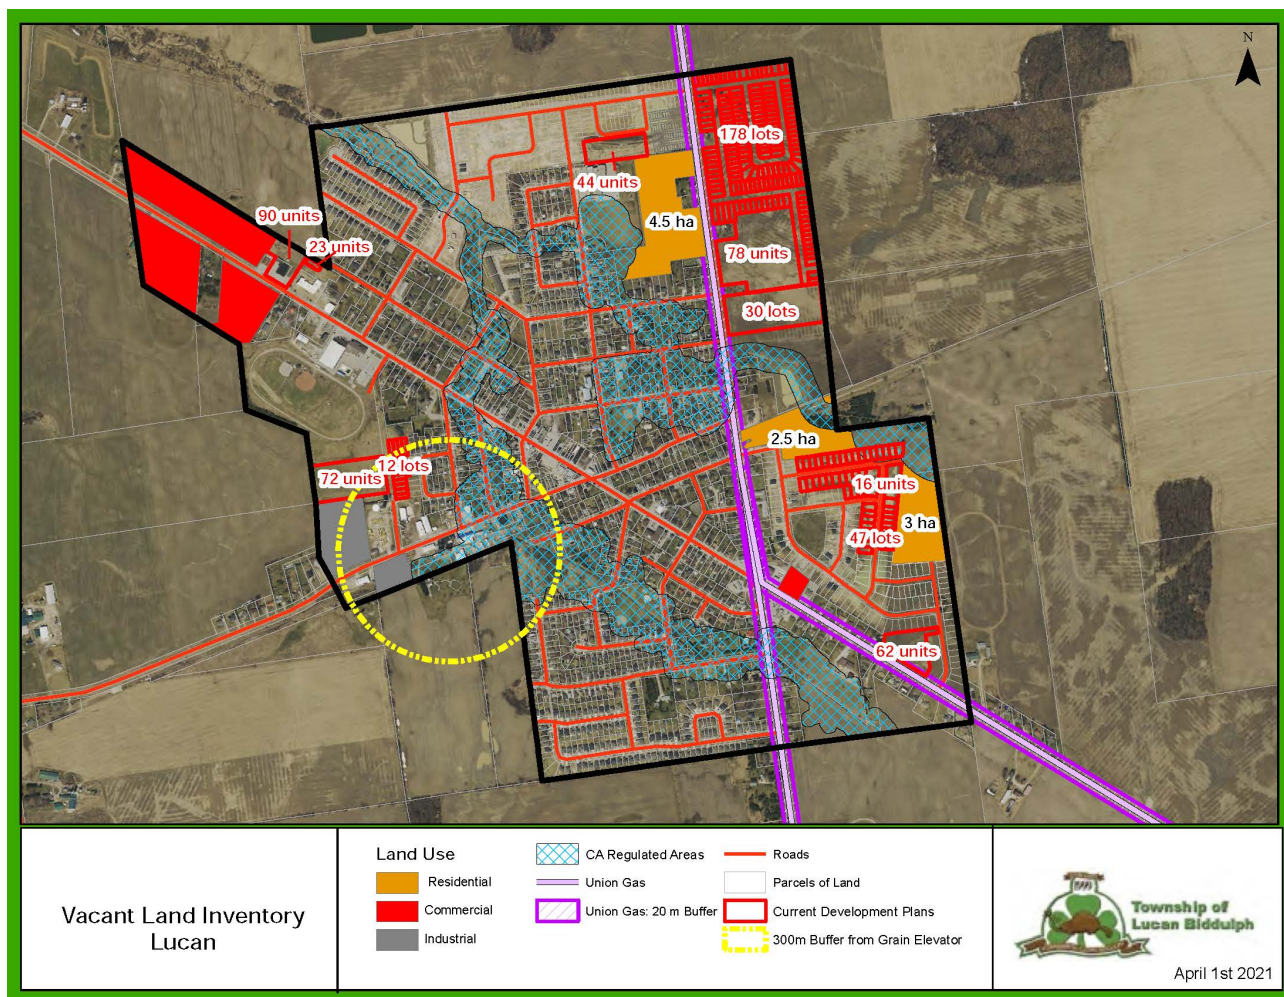 N
178 lots
44 units
4.5 ha
90 units
23 units
78 units
30 lots
2.5 ha
12 lots
72 units
16 units
3 ha
47 lots
62 units
Vacant Land Inventory
Lucan
Land Use
Residential
Commercial
Industrial
CA Regulated Areas
Union Gas
Union Gas: 20 m Buffer
Roads
Parcels of Land
Current Development Plans
300m Buffer from Grain Elevator
Township of
Lucan Biddulph
April 1st 2021